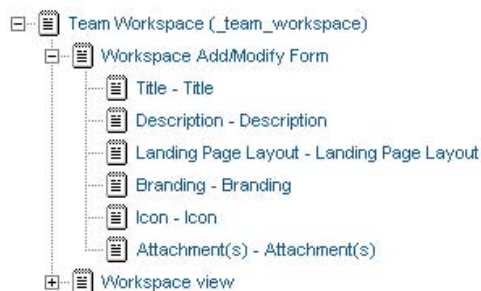 Team Workspace (_team_workspace)
Workspace Add/Modify Form
Title - Title
Description - Description
Landing Page Layout - Landing Page Layout
Branding - Branding
Icon - Icon
Attachment(s) - Attachment(s)
Workspace view